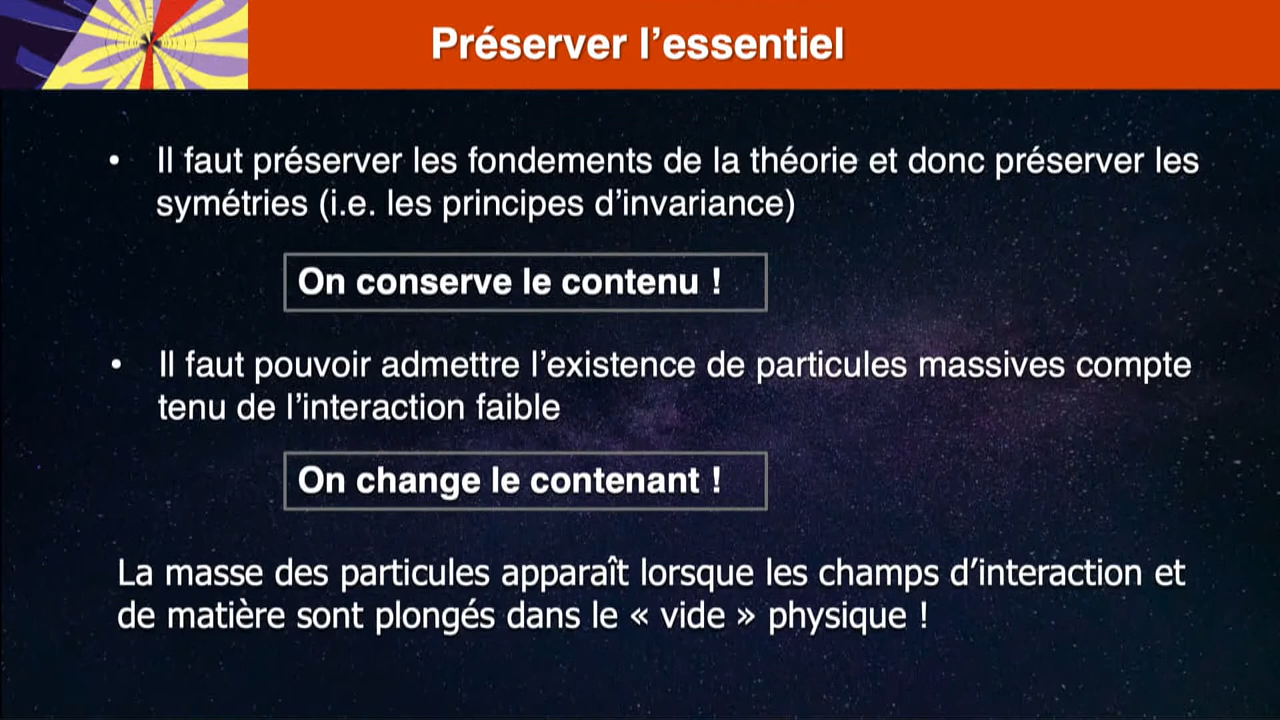 Préserver l’essentiel
• Il faut préserver les fondements de la théorie et donc préserver les
symétries (i.e. les principes d’invariance)
On conserve le contenu !
• Il faut pouvoir admettre l’existence de particules massives compte
tenu de l’interaction faible
On change le contenant !
La masse des particules apparaît lorsque les champs d’interaction et
de matière sont plongés dans le « vide » physique !